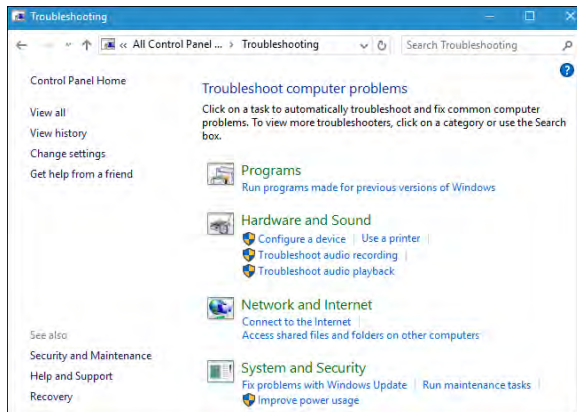 Troubleshooting
« All Control Panel ... › Troubleshooting
Search Troubleshooting
Control Panel Home
View all
View history
Change settings
Get help from a friend
Troubleshoot computer problems
Click on a task to automatically troubleshoot and fix common computer
problems. To view more troubleshooters, click on a category or use the Search
box.
Programs
Run programs made for previous versions of Windows
Hardware and Sound
Configure a device | Use a printer |
Troubleshoot audio recording |
Troubleshoot audio playback
Network and Internet
Connect to the Internet |
Access shared files and folders on other computers
System and Security
Fix problems with Windows Update | Run maintenance tasks |
Improve power usage
See also
Security and Maintenance
Help and Support
Recovery